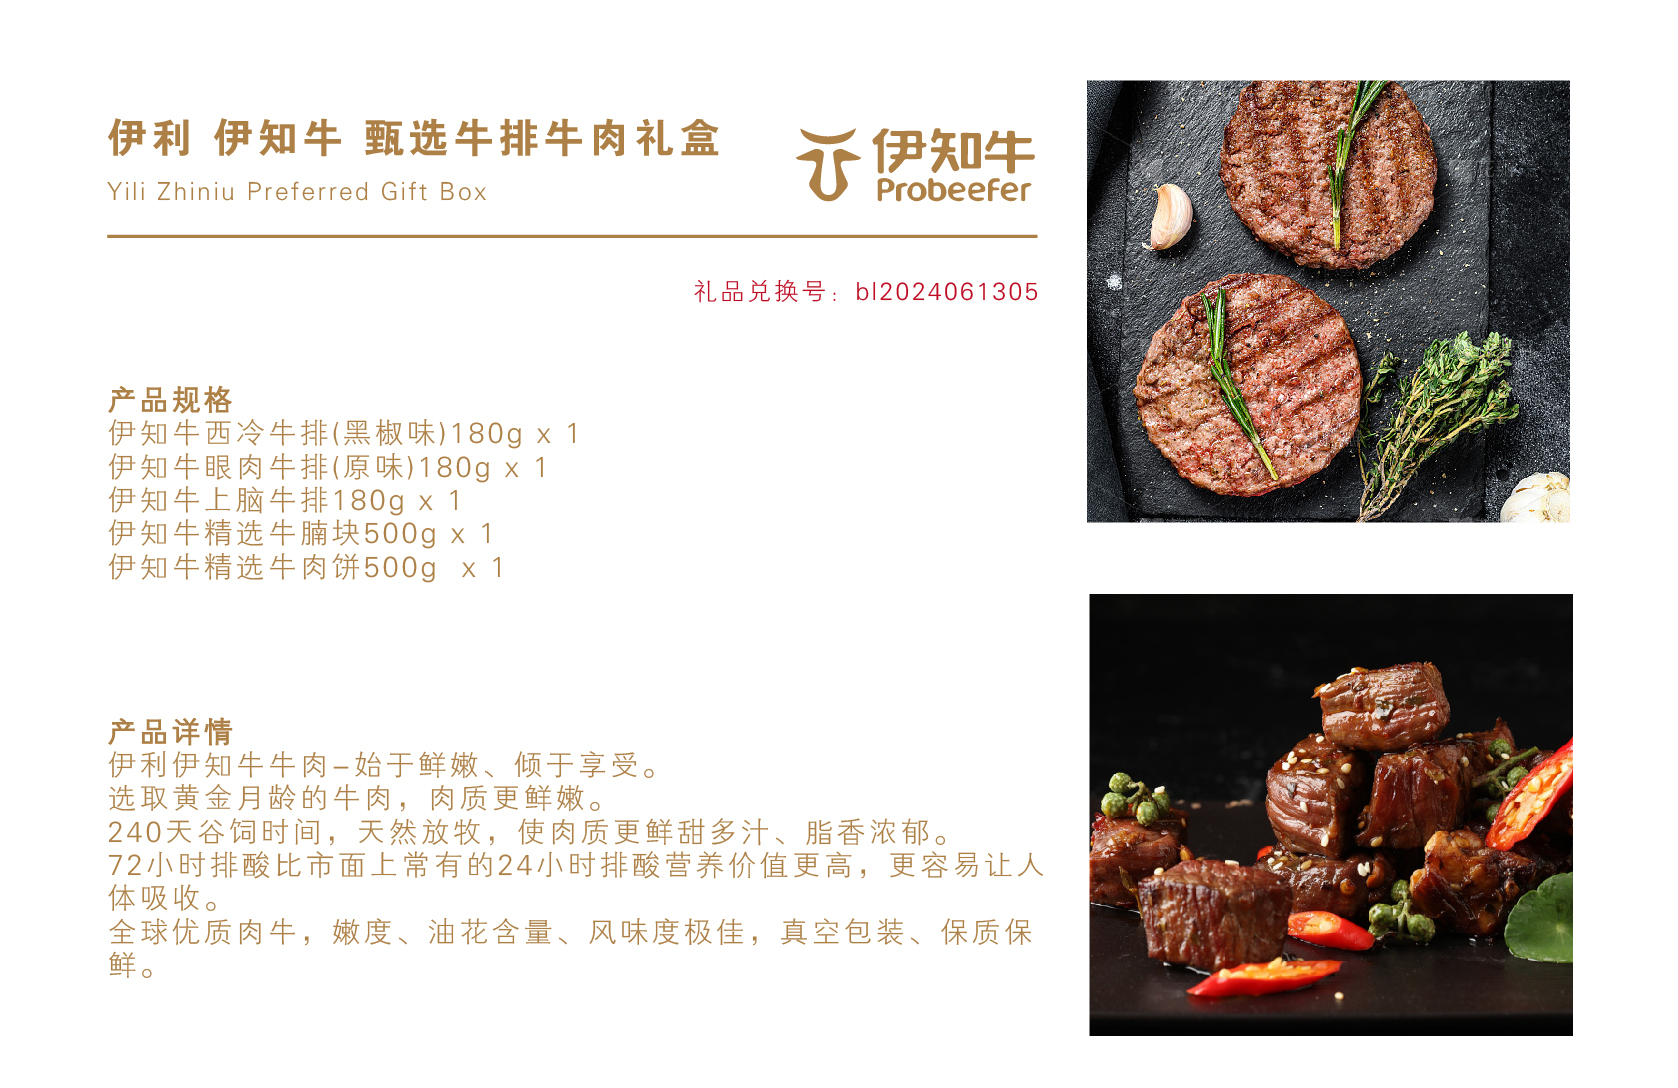 伊利 伊知牛 甄选牛排牛肉礼盒
Yili Zhiniu Preferred Gift Box
伊知牛
Probeefer
礼品兑换号：bl2024061305
产品规格
伊知牛西冷牛排(黑椒味)180g x 1
伊知牛眼肉牛排(原味)180g x 1
伊知牛上脑牛排180g x 1
伊知牛精选牛腩块500g x 1
伊知牛精选牛肉饼500g  x 1
产品详情
伊利伊知牛牛肉–始于鲜嫩、倾于享受。
选取黄金月龄的牛肉，肉质更鲜嫩。
240天谷饲时间，天然放牧，使肉质更鲜甜多汁、脂香浓郁。
72小时排酸比市面上常有的24小时排酸营养价值更高，更容易让人
体吸收。
全球优质肉牛，嫩度、油花含量、风味度极佳，真空包装、保质保
鲜。